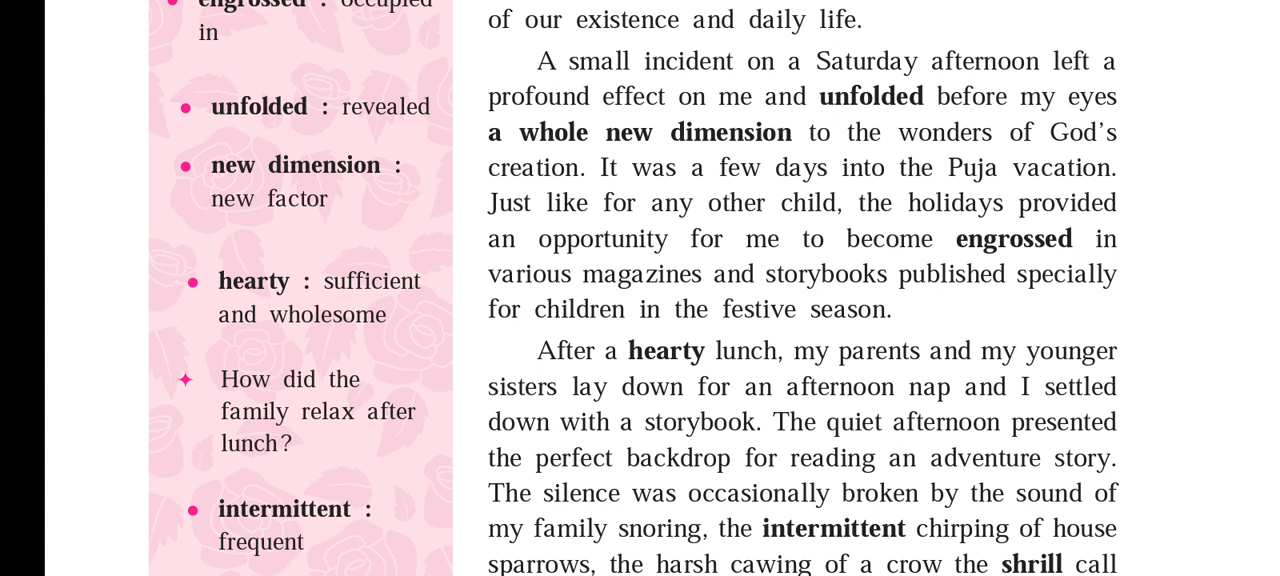 engrossed : occupied
in
unfolded : revealed
new dimension :
new factor
hearty : sufficient
and wholesome
How did the
family relax after
lunch?
intermittent :
frequent
of our existence and daily life.
A small incident on a Saturday afternoon left a
profound effect on me and unfolded before my eyes
a whole new dimension to the wonders of God's
creation. It was a few days into the Puja vacation.
Just like for any other child, the holidays provided
an opportunity for me to become engrossed in
various magazines and storybooks published specially
for children in the festive season.
After a hearty lunch, my parents and my younger
sisters lay down for an afternoon nap and I settled
down with a storybook. The quiet afternoon presented
the perfect backdrop for reading an adventure story.
The silence was occasionally broken by the sound of
my family snoring, the intermittent chirping of house
sparrows, the harsh cawing of a crow the shrill call